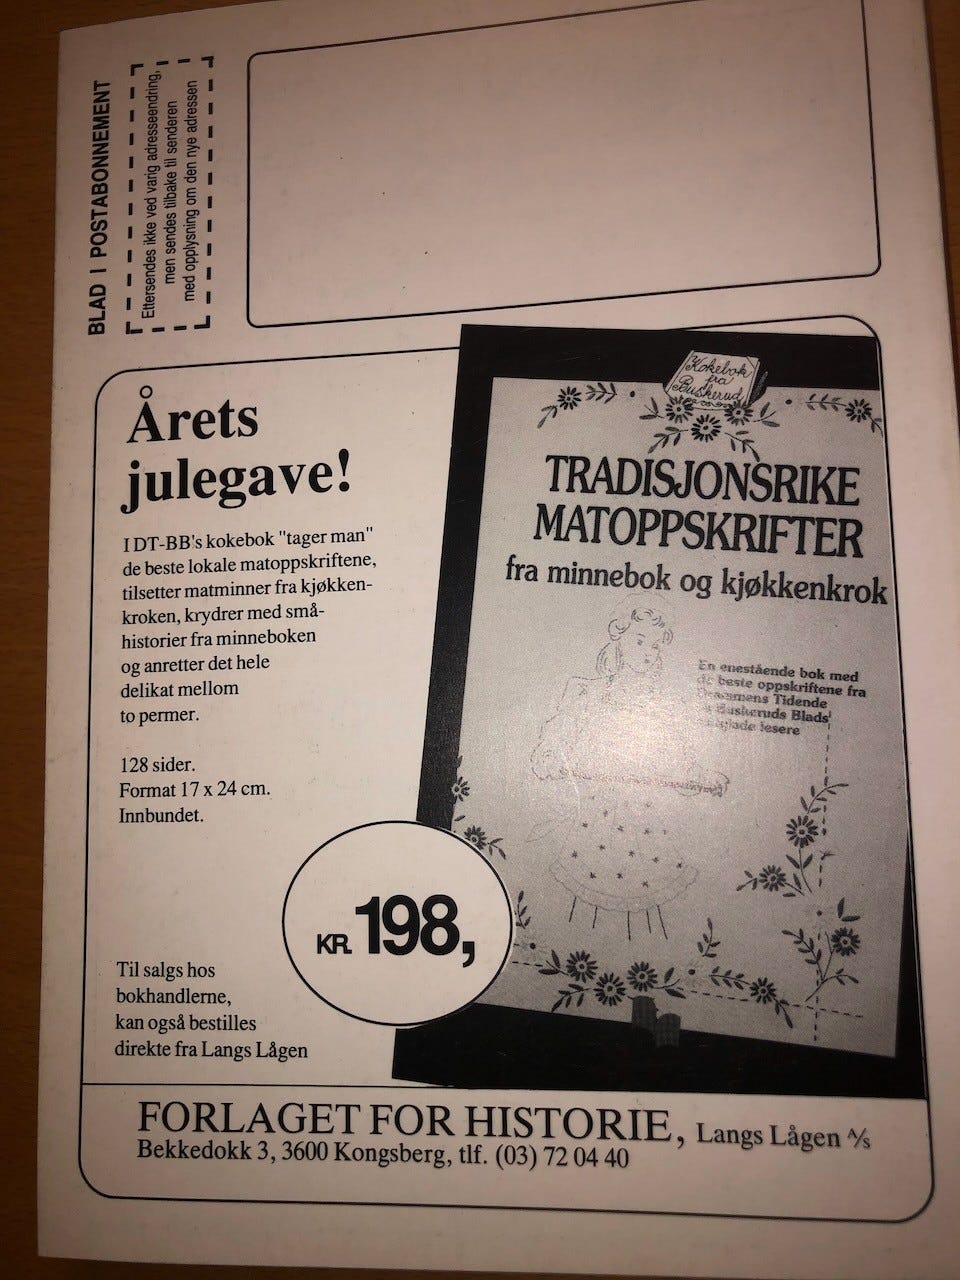 BLAD I POSTABONNEMENT
Ettersendes ikke ved varig adresseendring,
men sendes tilbake til senderen
med opplysning om den nye adressen
Årets
julegave!
I DT-BB's kokebok "tager man"
de beste lokale matoppskriftene,
tilsetter matminner fra kjøkken-
kroken, krydrer med små-
historier fra minneboken
og anretter det hele
delikat mellom
to permer.
128 sider.
Format 17 x 24 cm.
Innbundet.
KR. 198,
Til salgs hos
bokhandlerne,
kan også bestilles
direkte fra Langs Lågen
Kokebok
fra
Buskerud
TRADISJONSRIKE
MATOPPSKRIFTER
fra minnebok og kjøkkenkrok
En enestående bok med
de beste oppskriftene fra
Drammens Tidende
Buskeruds Blads'
lesere
FORLAGET FOR HISTORIE, Langs Lågen A/s
Bekkedokk 3, 3600 Kongsberg, tlf. (03) 72 04 40